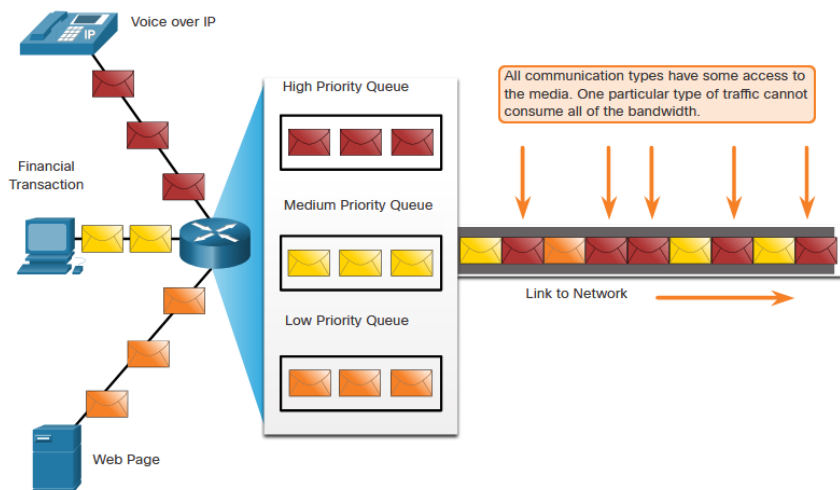 Voice over IP
IP
Financial
Transaction
Web Page
High Priority Queue
Medium Priority Queue
Low Priority Queue
All communication types have some access to
the media. One particular type of traffic cannot
consume all of the bandwidth.
Link to Network